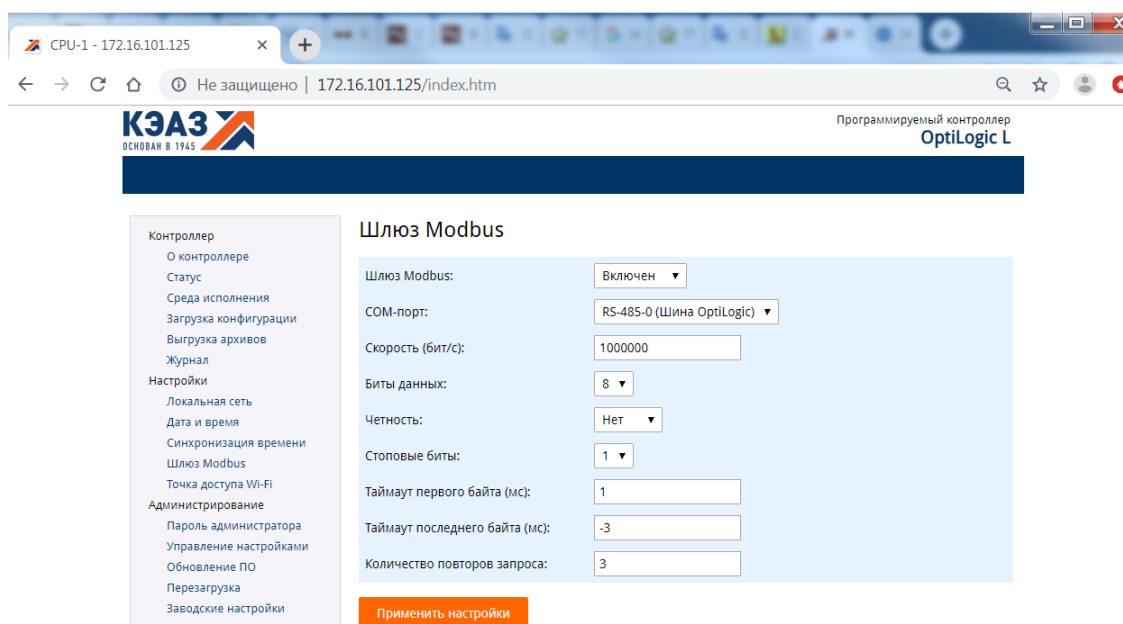 CPU-1 - 172.16.101.125
Не защищено | 172.16.101.125/index.htm
КЭАЗ
ОСНОВАН В 1945
Программируемый контроллер
OptiLogic L
Контроллер
О контроллере
Статус
Среда исполнения
Загрузка конфигурации
Выгрузка архивов
Журнал
Настройки
Локальная сеть
Дата и время
Синхронизация времени
Шлюз Modbus
Точка доступа Wi-Fi
Администрирование
Пароль администратора
Управление настройками
Обновление ПО
Перезагрузка
Заводские настройки
Шлюз Modbus
Шлюз Modbus: Включен
COM-порт: RS-485-0 (Шина OptiLogic)
Скорость (бит/с): 1000000
Биты данных: 8
Четность: Нет
Стоповые биты: 1
Таймаут первого байта (мс): 1
Таймаут последнего байта (мс): -3
Количество повторов запроса: 3
Применить настройки